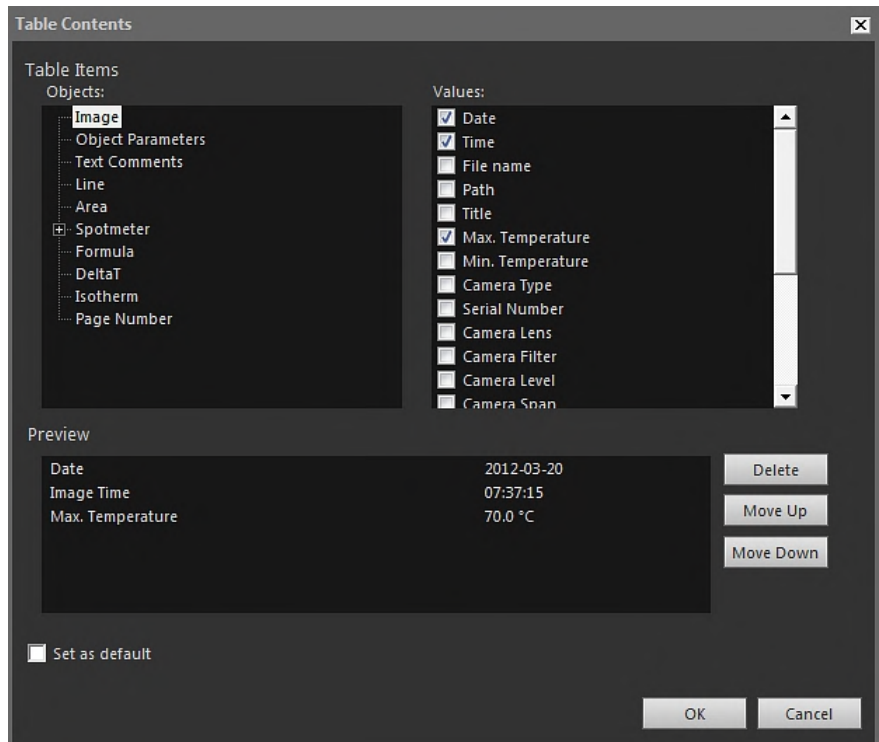 Table Contents
Table Items
Objects:
Image
Object Parameters
Text Comments
Line
Area
Spotmeter
Formula
DeltaT
Isotherm
Page Number
Values:
Date
Time
File name
Path
Title
Max. Temperature
Min. Temperature
Camera Type
Serial Number
Camera Lens
Camera Filter
Camera Level
Camera Span
Preview
Date 2012-03-20
Image Time 07:37:15
Max. Temperature 70.0 °C
Delete
Move Up
Move Down
Set as default
OK Cancel